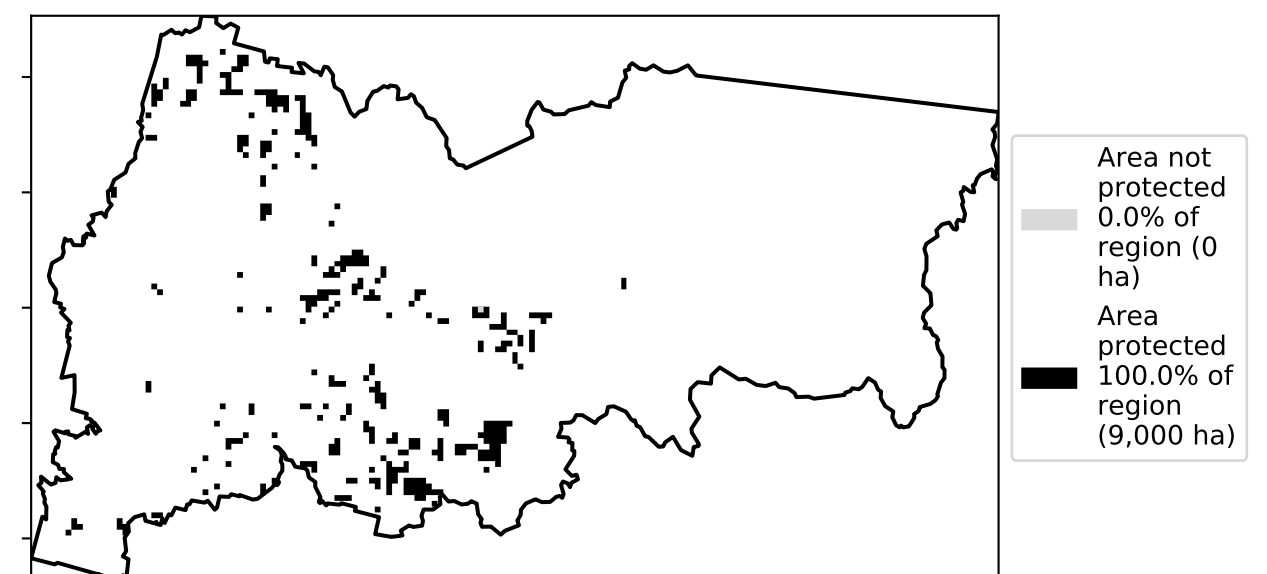 Area not
protected
0.0% of
region (0
ha)
Area
protected
100.0% of
region
(9,000 ha)